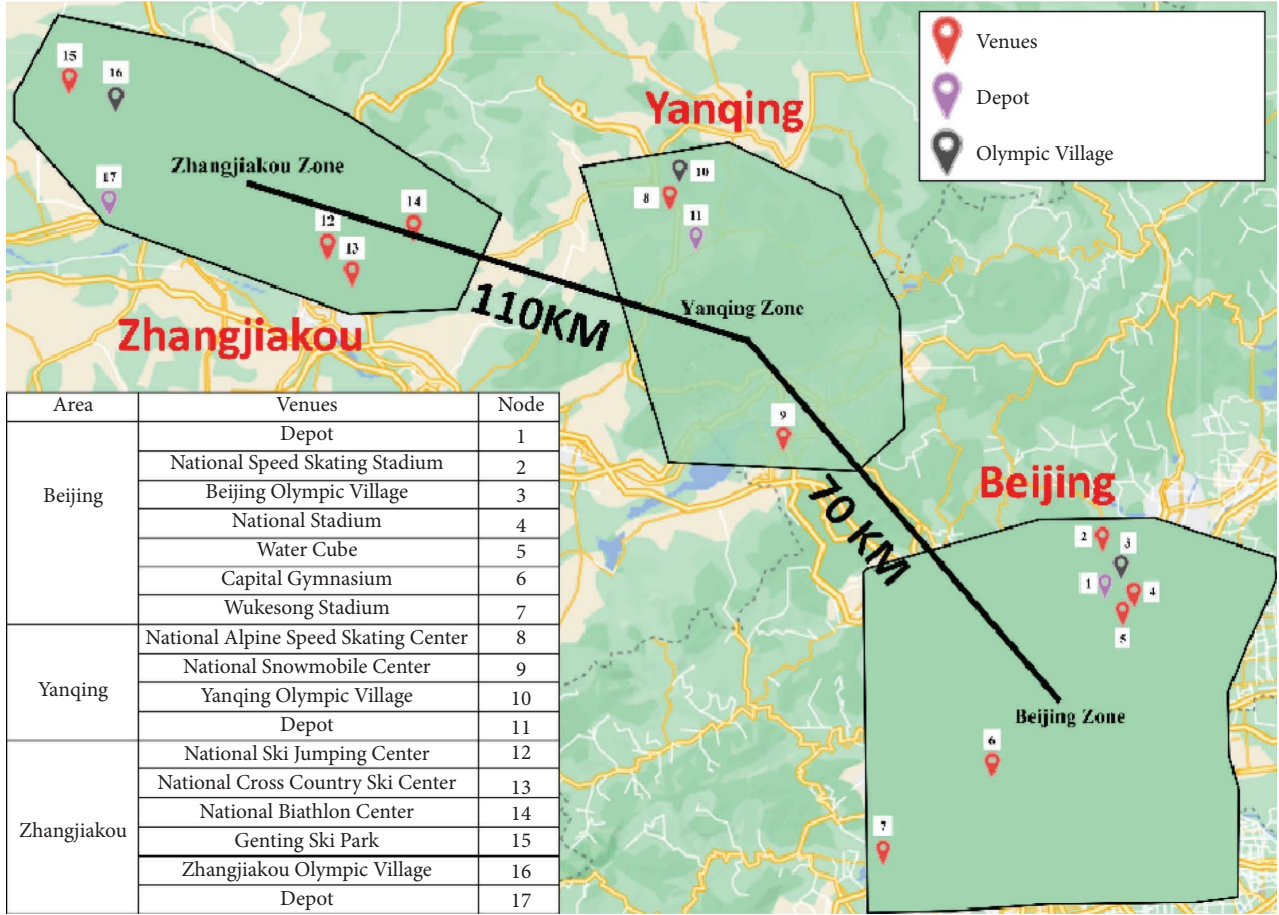 15
16
17
Zhangjiakou Zone
12
13
14
Zhangjiakou
110KM
Yanqing
10
8
11
Yanqing Zone
9
70 KM
Beijing
2
3
1
4
5
Beijing Zone
6
7
Venues
Depot
Olympic Village
Area Venues Node
Beijing
Depot 1
National Speed Skating Stadium 2
Beijing Olympic Village 3
National Stadium 4
Water Cube 5
Capital Gymnasium 6
Wukesong Stadium 7
Yanqing
National Alpine Speed Skating Center 8
National Snowmobile Center 9
Yanqing Olympic Village 10
Depot 11
Zhangjiakou
National Ski Jumping Center 12
National Cross Country Ski Center 13
National Biathlon Center 14
Genting Ski Park 15
Zhangjiakou Olympic Village 16
Depot 17